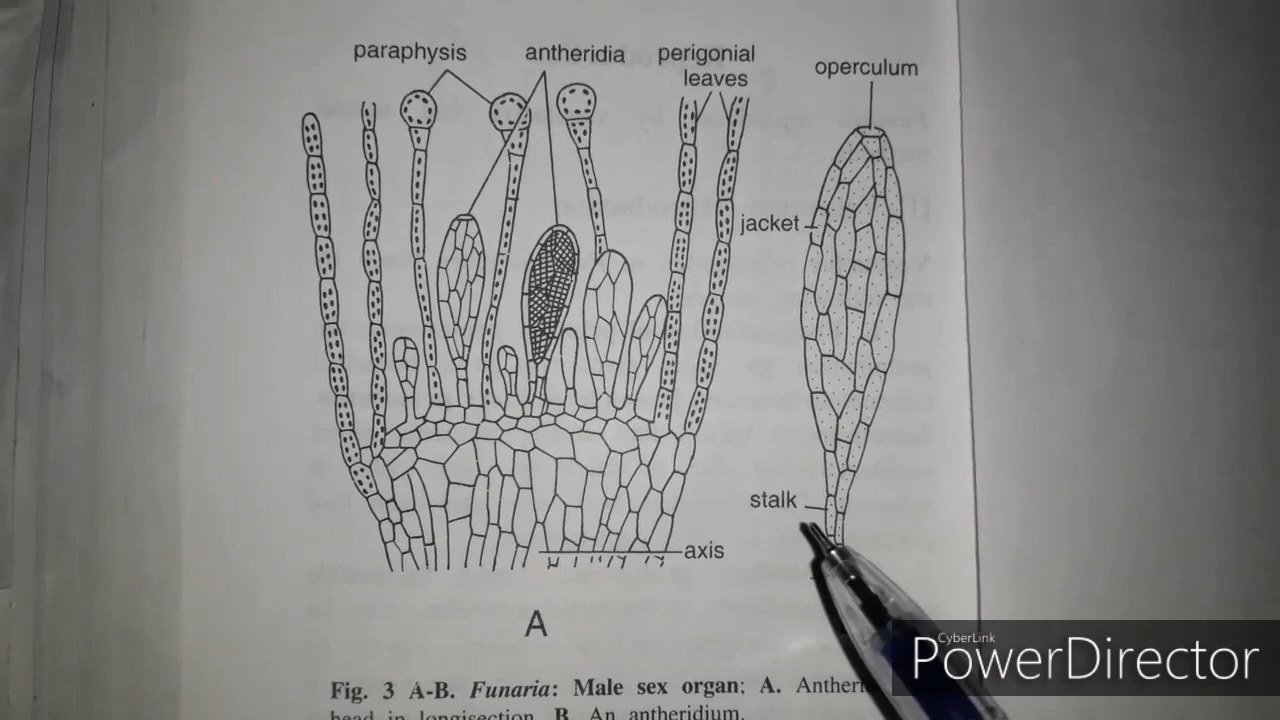 paraphysis
antheridia
perigonial
leaves
operculum
jacket
stalk
axis
A
CyberLink
PowerDirector
Fig. 3 A-B. Funaria: Male sex organ; A.
head in longisection. B. An antheridium.